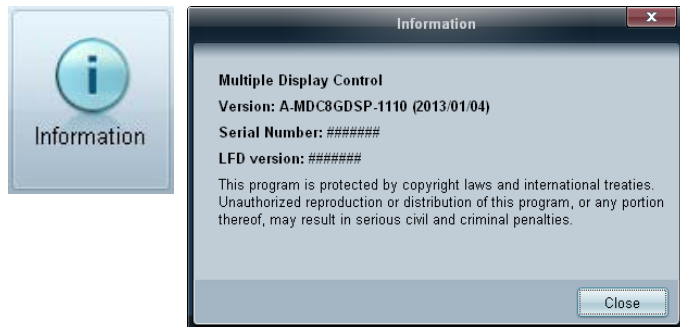 Information
Information
x
Multiple Display Control
Version: A-MDC8GDSP-1110 (2013/01/04)
Serial Number: #######
LFD version: #######
This program is protected by copyright laws and international treaties.
Unauthorized reproduction or distribution of this program, or any portion
thereof, may result in serious civil and criminal penalties.
Close